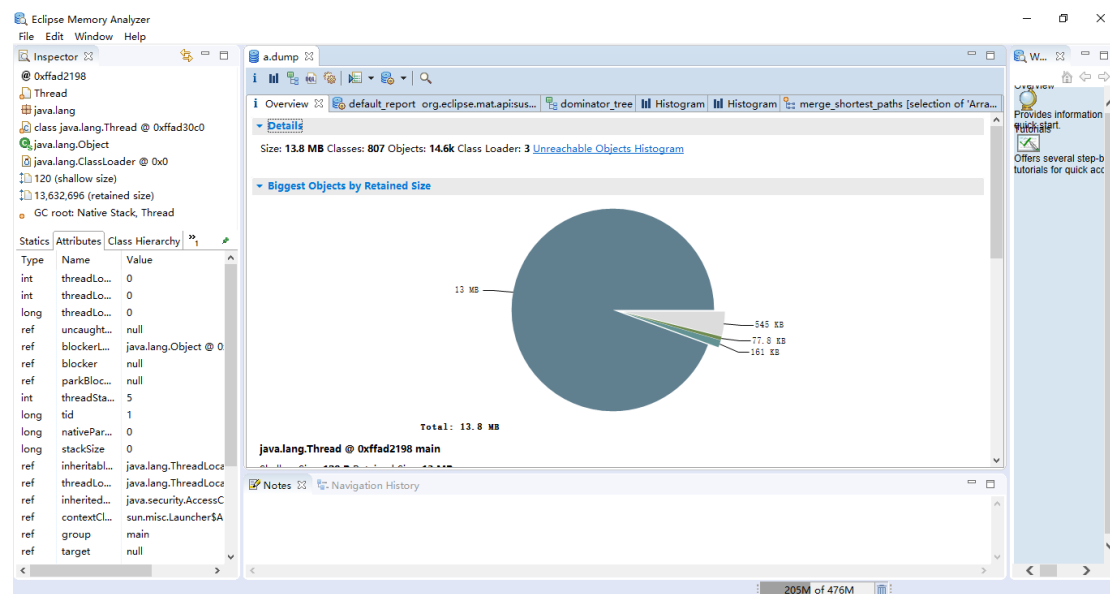 Eclipse Memory Analyzer
File Edit Window Help
Inspector
@ 0xffad2198
Thread
java.lang
class java.lang.Thread @ 0xffad30c0
java.lang.Object
java.lang.ClassLoader @ 0x0
120 (shallow size)
13,632,696 (retained size)
GC root: Native Stack, Thread
Statics Attributes Class Hierarchy »1
Type Name Value
int threadLo... 0
int threadLo... 0
long threadLo... 0
ref uncaught... null
ref blockerL... java.lang.Object @ 0
ref blocker null
ref parkBloc... null
int threadSta... 5
long tid 1
long nativePar... 0
long stackSize 0
ref inheritabl... java.lang.ThreadLoca
ref threadLo... java.lang.ThreadLoca
ref inherited... java.security.AccessC
ref contextCl... sun.misc.Launcher$A
ref group main
ref target null
a.dump
i Overview default_report org.eclipse.mat.api:sus... dominator_tree Histogram Histogram merge_shortest_paths [selection of 'Arra...
Details
Size: 13.8 MB Classes: 807 Objects: 14.6k Class Loader: 3 Unreachable Objects Histogram
Biggest Objects by Retained Size
13 MB
545 KB
77.8 KB
161 KB
Total: 13.8 MB
java.lang.Thread @ 0xffad2198 main
Notes Navigation History
W...
Overview
Provides information
quick start.
Tutorials
Offers several step-b
tutorials for quick acc
205M of 476M